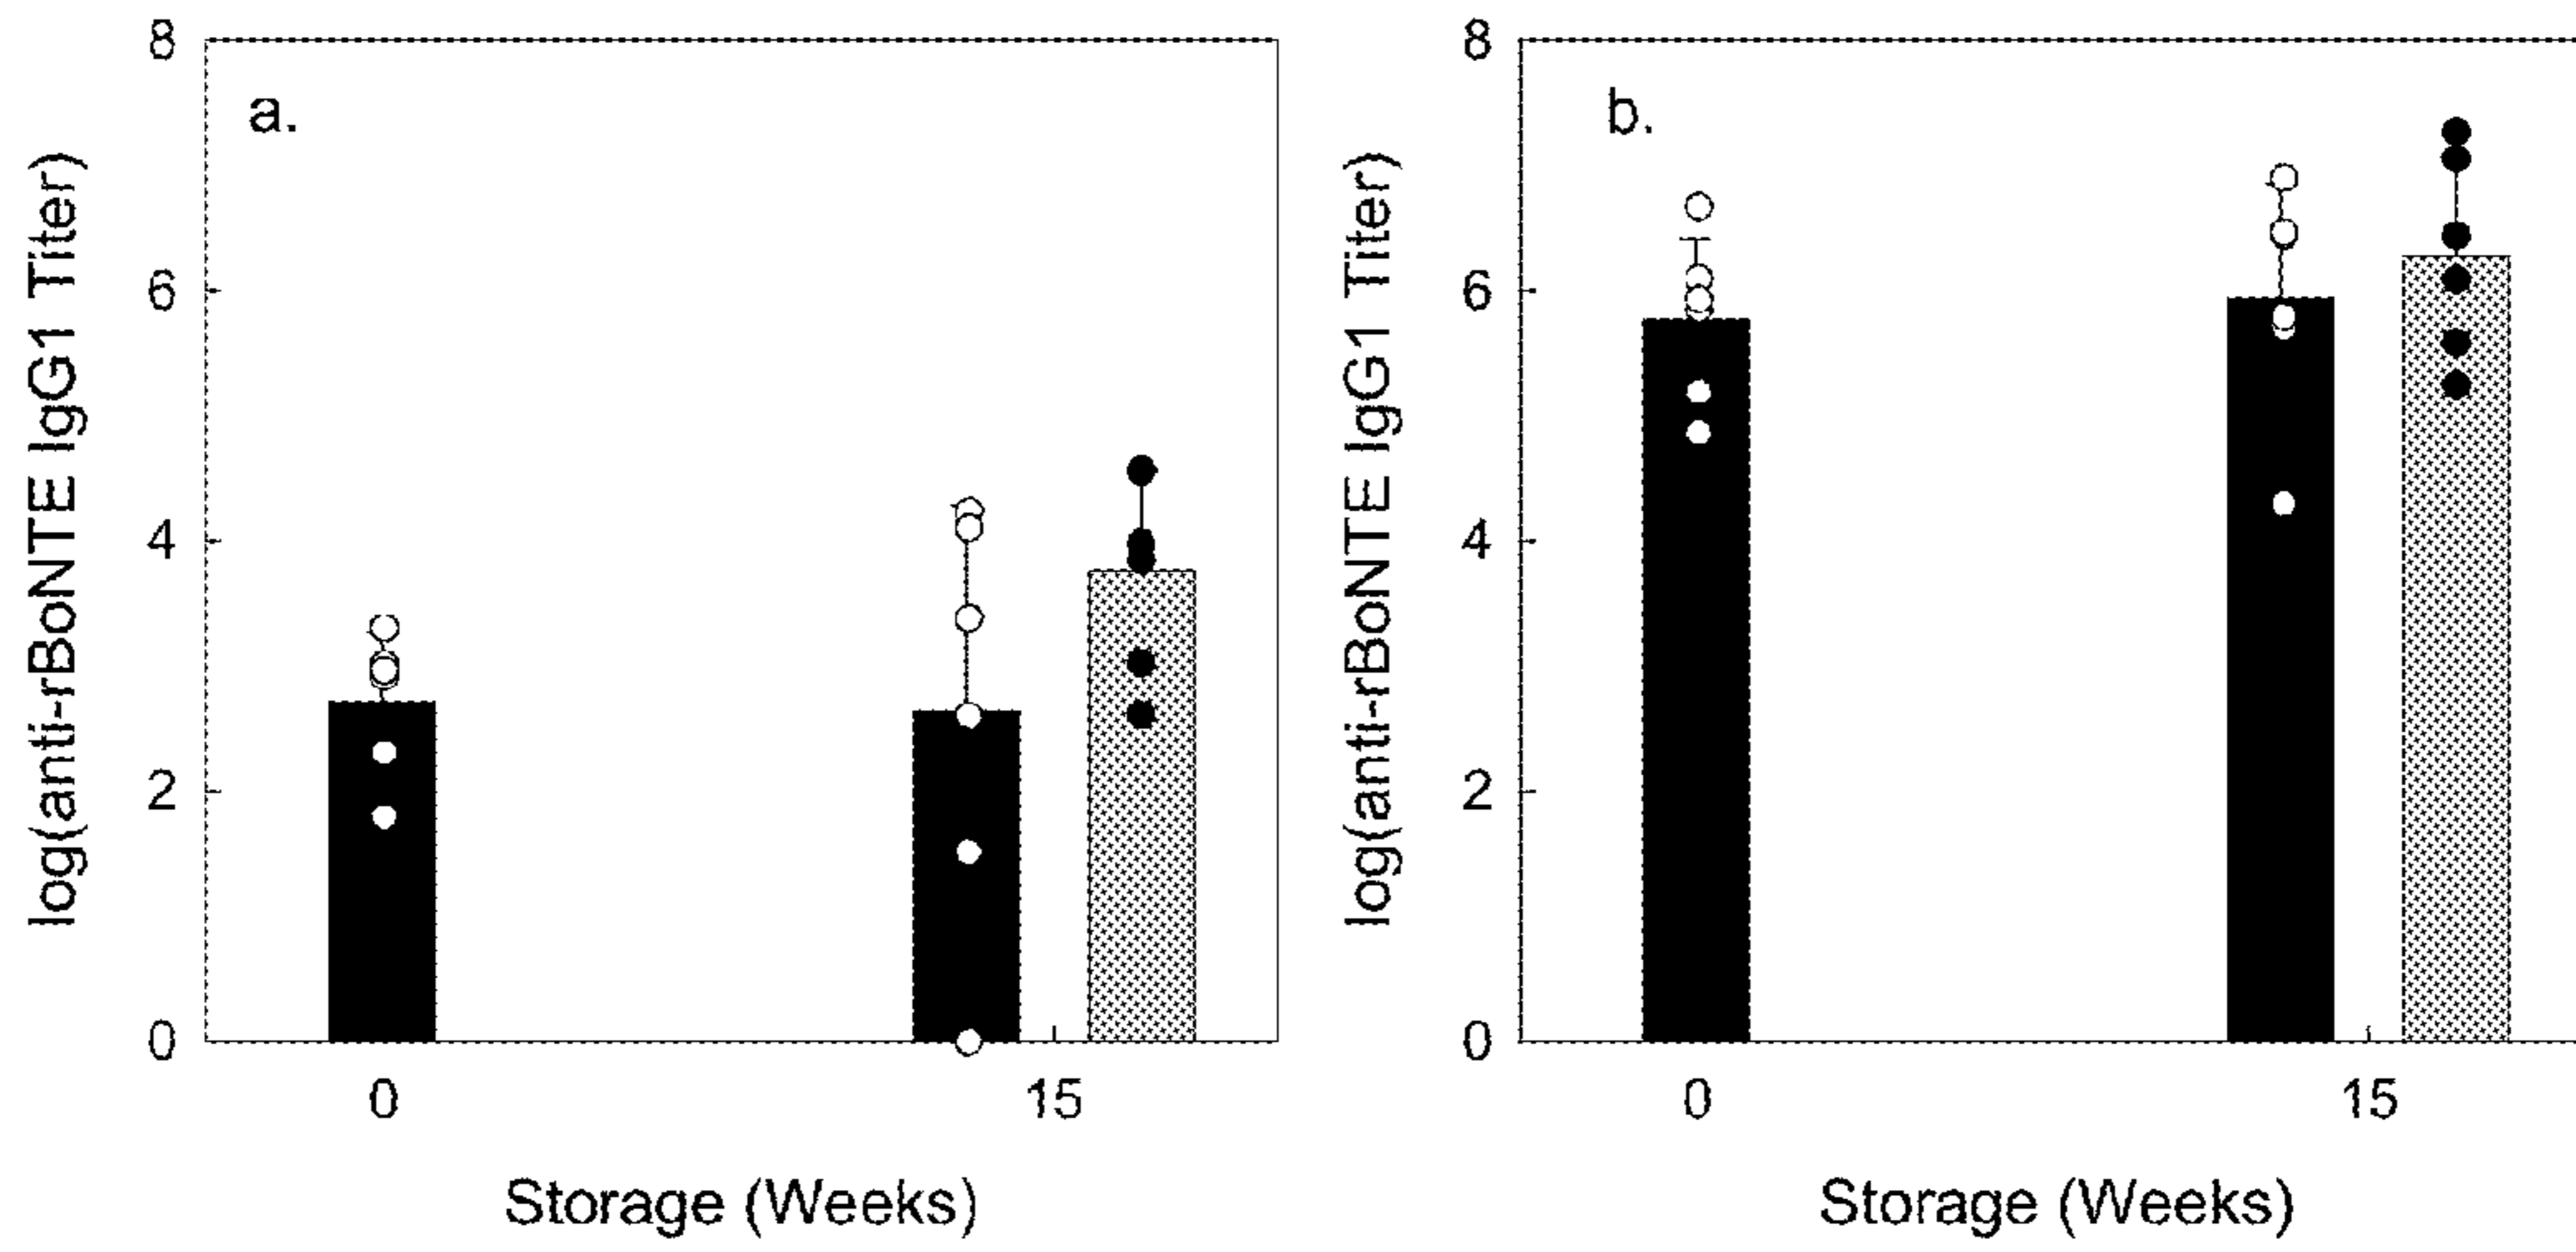 a.
log(anti-rBoNTE IgG1 Titer)
8
6
4
2
0
0 15
Storage (Weeks)
b.
log(anti-rBoNTE IgG1 Titer)
8
6
4
2
0
0 15
Storage (Weeks)